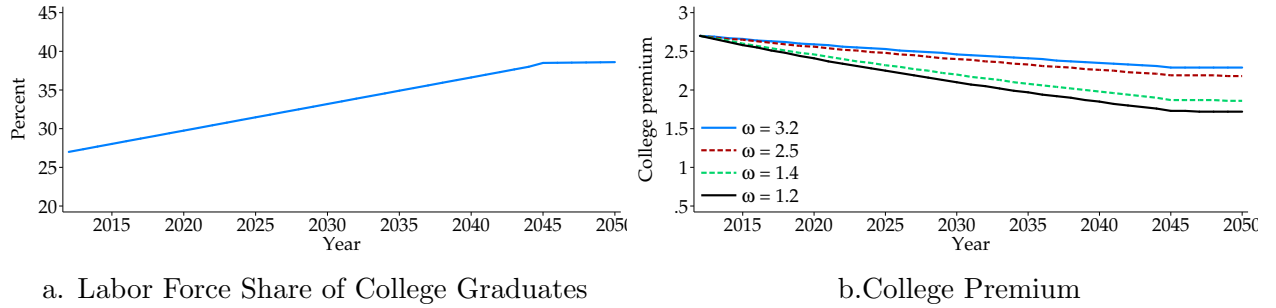 45
40
35
30
25
20
Percent
2015 2020 2025 2030 2035 2040 2045 2050
Year
a. Labor Force Share of College Graduates
3
2.5
2
1.5
1
.5
College premium
ω = 3.2
ω = 2.5
ω = 1.4
ω = 1.2
2015 2020 2025 2030 2035 2040 2045 2050
Year
b.College Premium